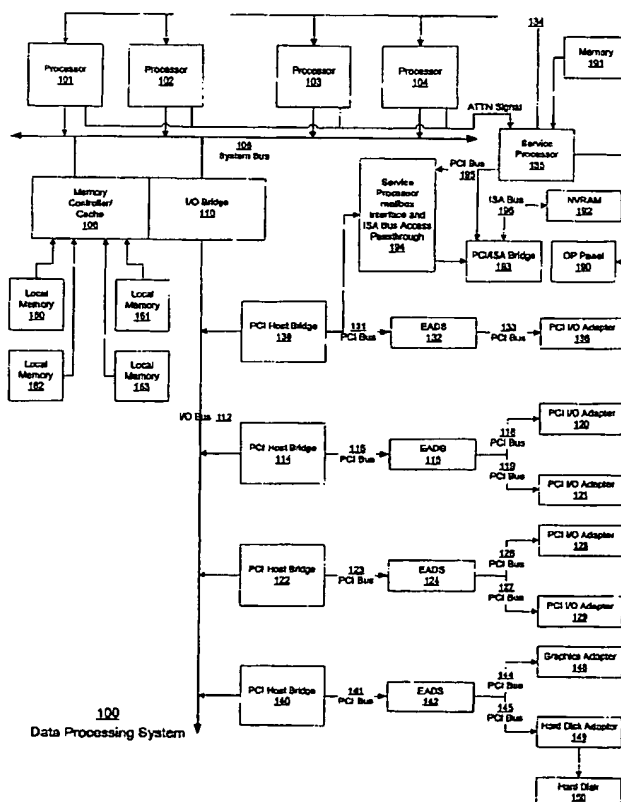 134
Processor
101
Processor
102
Processor
103
Processor
104
Memory
191
ATTN Signal
Service
Processor
135
106
System Bus
PCI Bus
195
Memory
Controller/
Cache
108
I/O Bridge
110
Service
Processor
mailbox
Interface and
ISA Bus Access
Passthrough
194
ISA Bus
196
NVRAM
192
PCI/ISA Bridge
193
OP Panel
190
Local
Memory
160
Local
Memory
161
Local
Memory
162
Local
Memory
163
PCI Host Bridge
130
131
PCI Bus
EADS
132
133
PCI Bus
PCI I/O Adapter
136
I/O Bus 112
PCI Host Bridge
114
115
PCI Bus
EADS
116
118
PCI Bus
119
PCI Bus
PCI I/O Adapter
120
PCI I/O Adapter
121
PCI Host Bridge
122
123
PCI Bus
EADS
124
126
PCI Bus
127
PCI Bus
PCI I/O Adapter
128
PCI I/O Adapter
129
PCI Host Bridge
140
141
PCI Bus
EADS
142
144
PCI Bus
145
PCI Bus
Graphics Adapter
148
Hard Disk Adapter
149
Hard Disk
150
100
Data Processing System